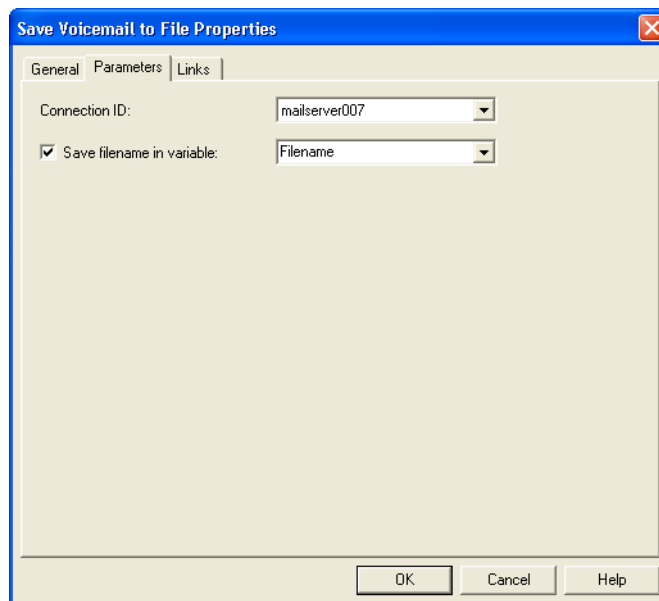 Save Voicemail to File Properties
General Parameters Links
Connection ID: mailserver007
Save filename in variable: Filename
OK Cancel Help